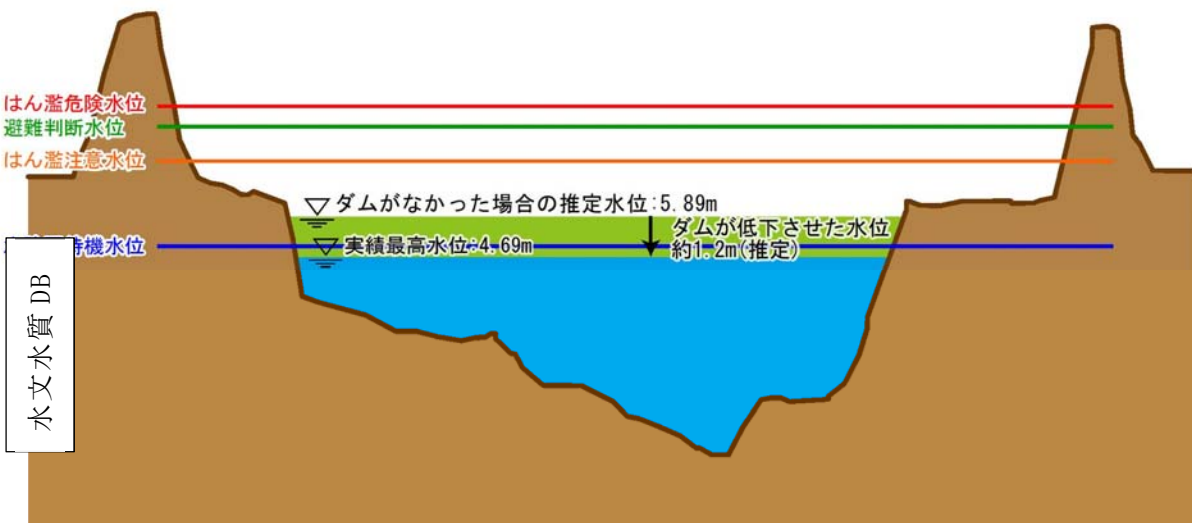 はん濫危険水位
避難判断水位
はん濫注意水位
ダムがなかった場合の推定水位:5.89m
ダムが低下させた水位
約1.2m(推定)
待機水位
実績最高水位:4.69m
水文水質DB